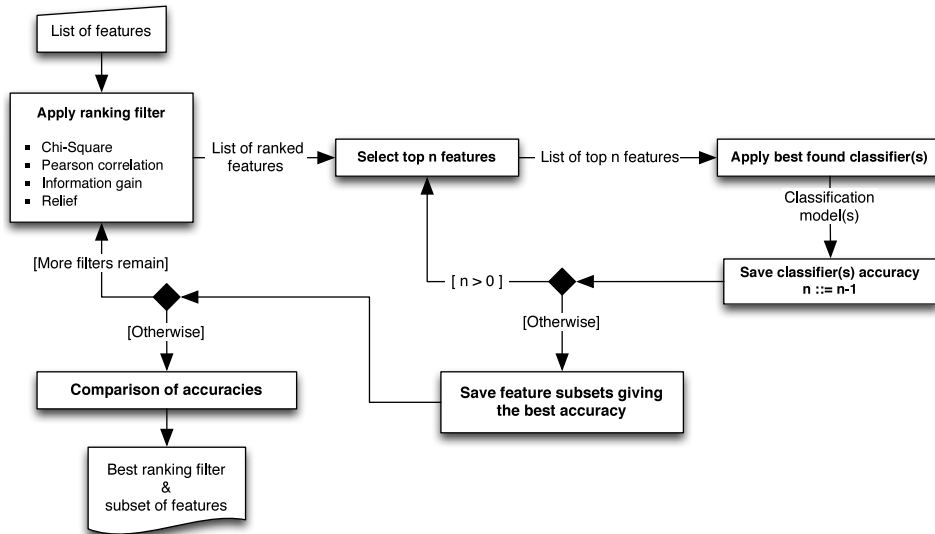 List of features
Apply ranking filter
▪ Chi-Square
▪ Pearson correlation
▪ Information gain
▪ Relief
List of ranked
features
Select top n features
List of top n features
Apply best found classifier(s)
Classification
model(s)
Save classifier(s) accuracy
n ::= n-1
[ n > 0 ]
[Otherwise]
Save feature subsets giving
the best accuracy
[More filters remain]
[Otherwise]
Comparison of accuracies
Best ranking filter
&
subset of features